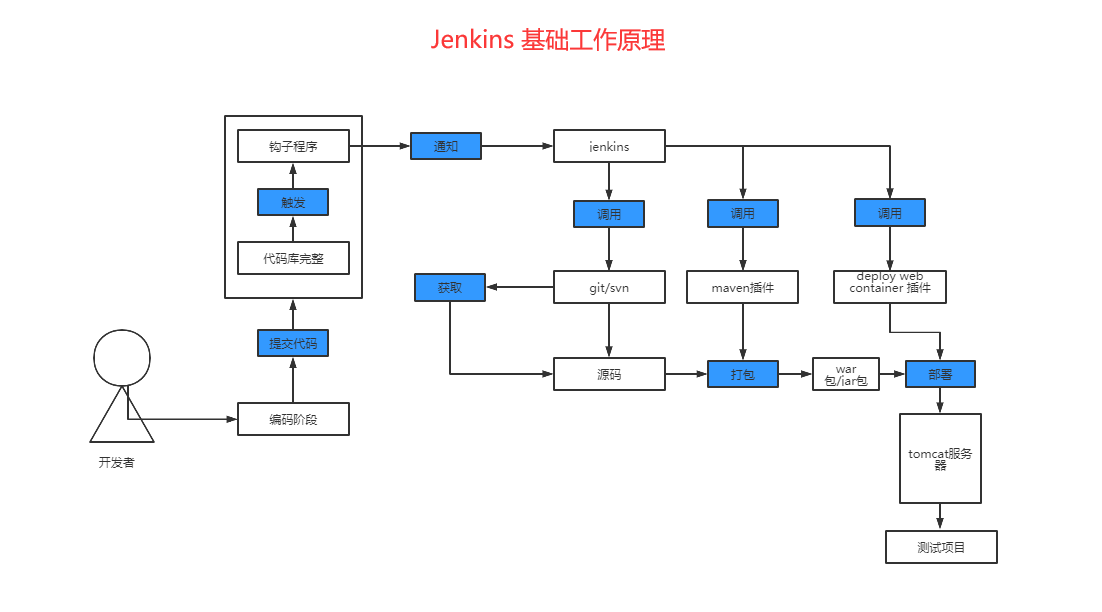 Jenkins 基础工作原理
钩子程序
通知
jenkins
触发
调用
调用
调用
代码库完整
获取
git/svn
maven插件
deploy web
container 插件
提交代码
源码
打包
war
包/jar包
部署
编码阶段
开发者
tomcat服务
器
测试项目